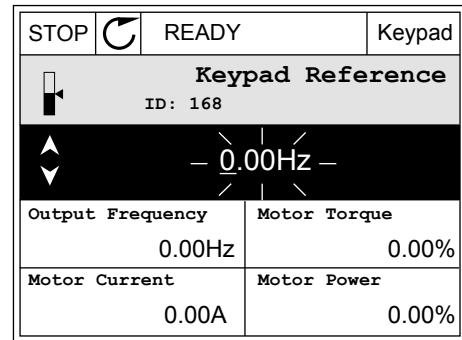 STOP READY Keypad
Keypad Reference
ID: 168
0.00Hz
Output Frequency Motor Torque
0.00Hz 0.00%
Motor Current Motor Power
0.00A 0.00%